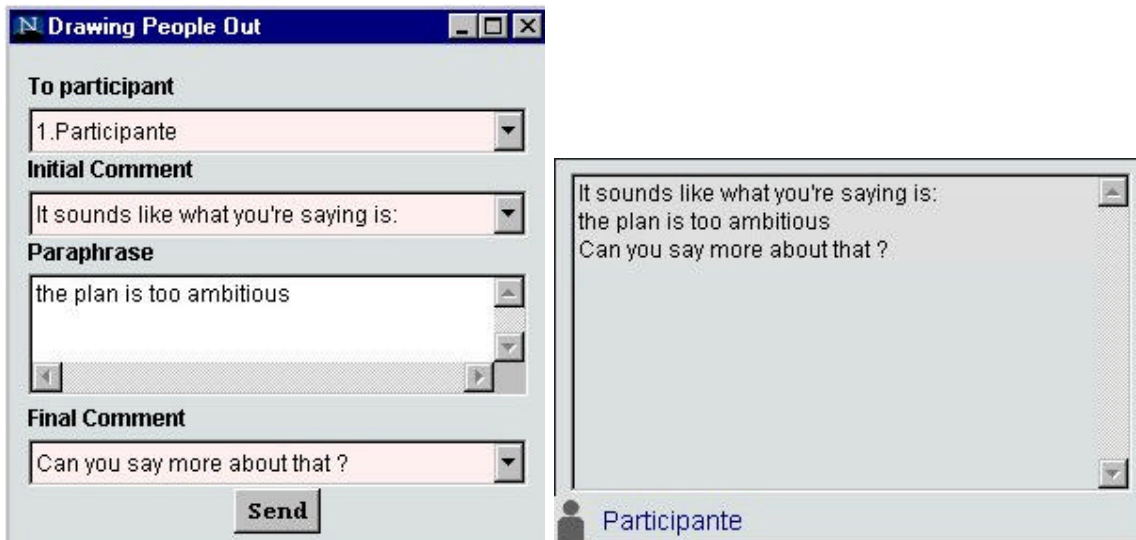 Drawing People Out
To participant
1.Participante
Initial Comment
It sounds like what you're saying is:
Paraphrase
the plan is too ambitious
Final Comment
Can you say more about that ?
Send
It sounds like what you're saying is:
the plan is too ambitious
Can you say more about that ?
Participante